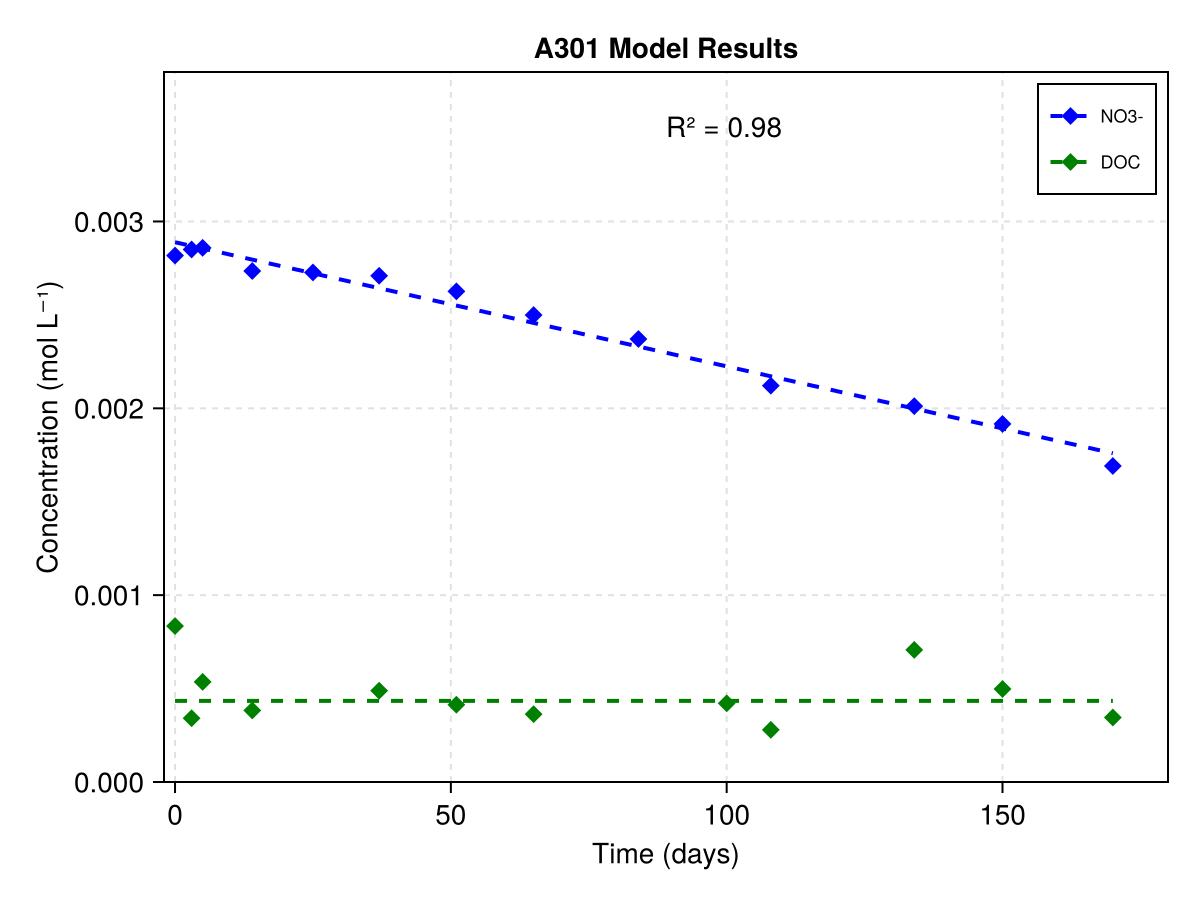 A301 Model Results
R² = 0.98
NO3-
DOC
0.003
0.002
0.001
0.000
Concentration (mol L⁻¹)
0 50 100 150
Time (days)